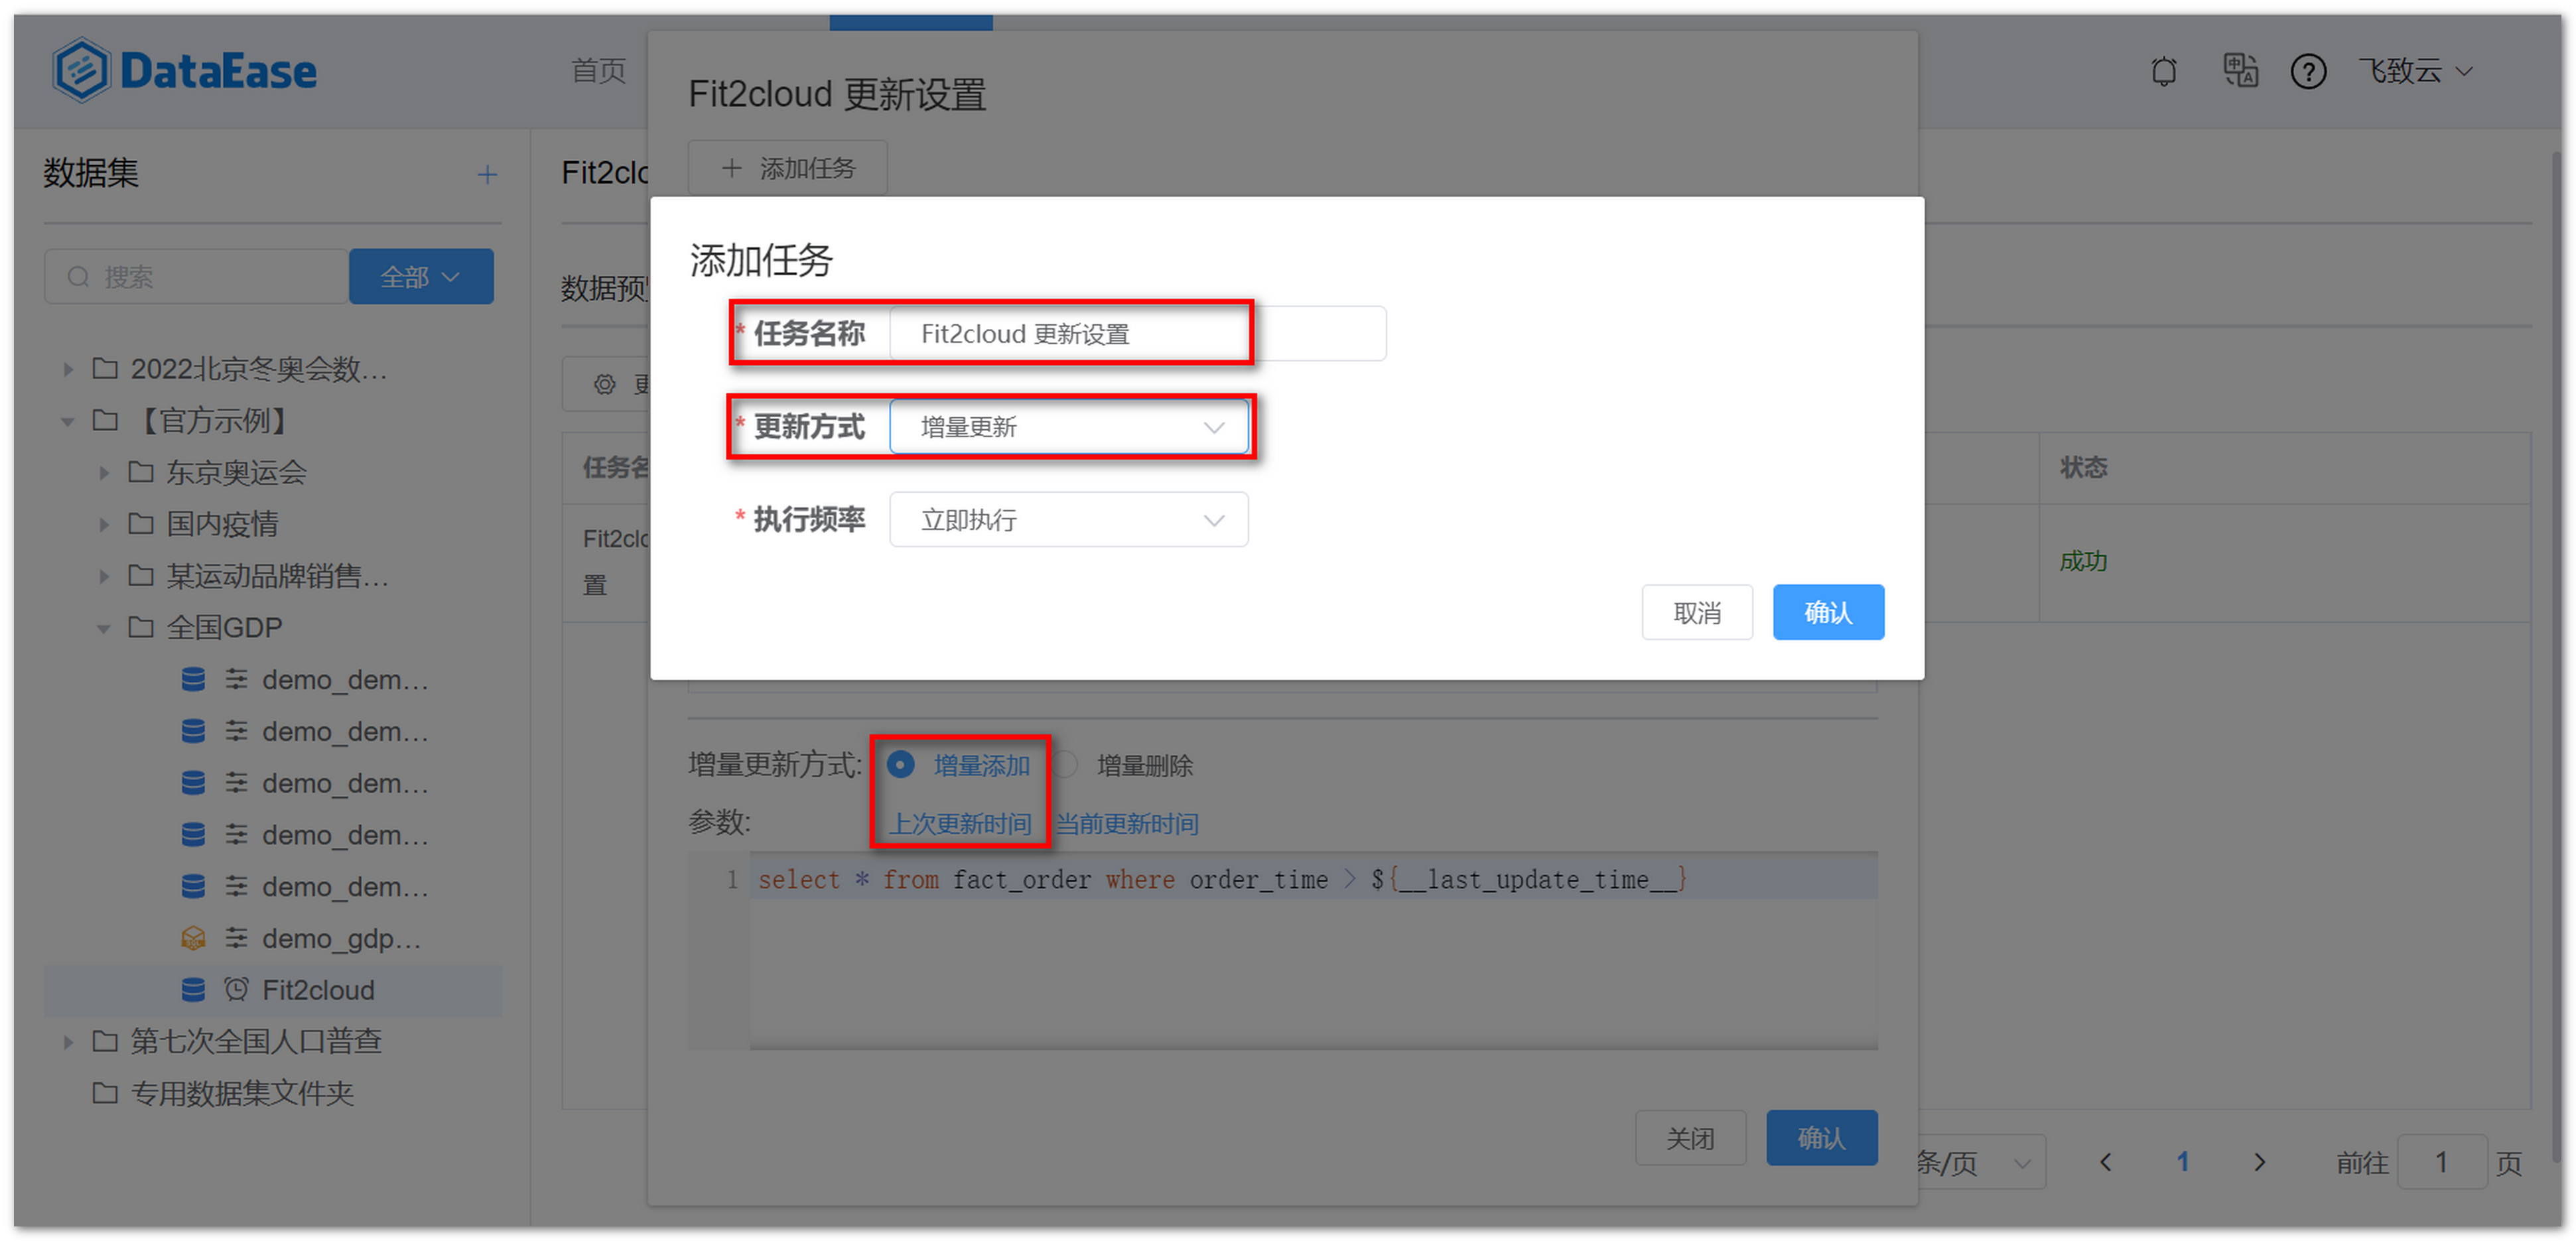 DataEase
首页
飞致云
数据集
搜索
全部
2022北京冬奥会数...
【官方示例】
东京奥运会
国内疫情
某运动品牌销售...
全国GDP
demo_dem...
demo_dem...
demo_dem...
demo_dem...
demo_dem...
demo_gdp...
Fit2cloud
第七次全国人口普查
专用数据集文件夹
Fit2clo
数据预
任务名
Fit2clo
置
状态
成功
Fit2cloud 更新设置
添加任务
添加任务
* 任务名称 Fit2cloud 更新设置
* 更新方式 增量更新
* 执行频率 立即执行
取消 确认
增量更新方式: 增量添加 增量删除
参数: 上次更新时间 当前更新时间
1 select * from fact_order where order_time > ${__last_update_time__}
关闭 确认
条/页 1 前往 1 页